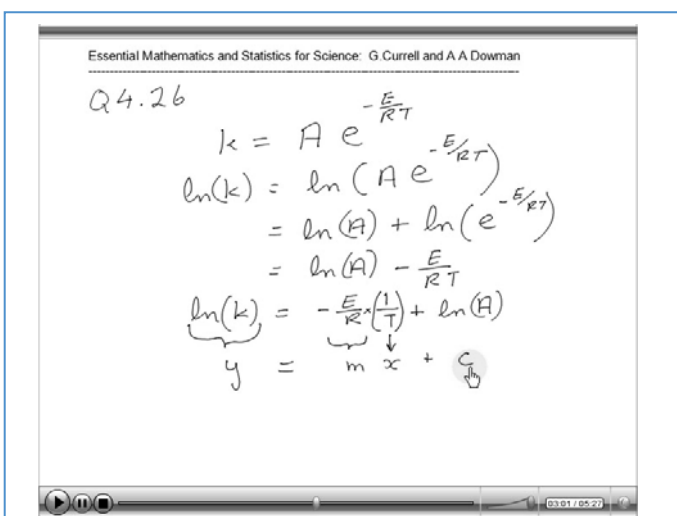 Essential Mathematics and Statistics for Science: G.Currell and A A Dowman
Q4.26
k = A e^{-E/RT}
ln(k) = ln(A e^{-E/RT})
= ln(A) + ln(e^{-E/RT})
= ln(A) - E/RT
ln(k) = -E/R × (1/T) + ln(A)
y = m x + c
03:01 / 05:27